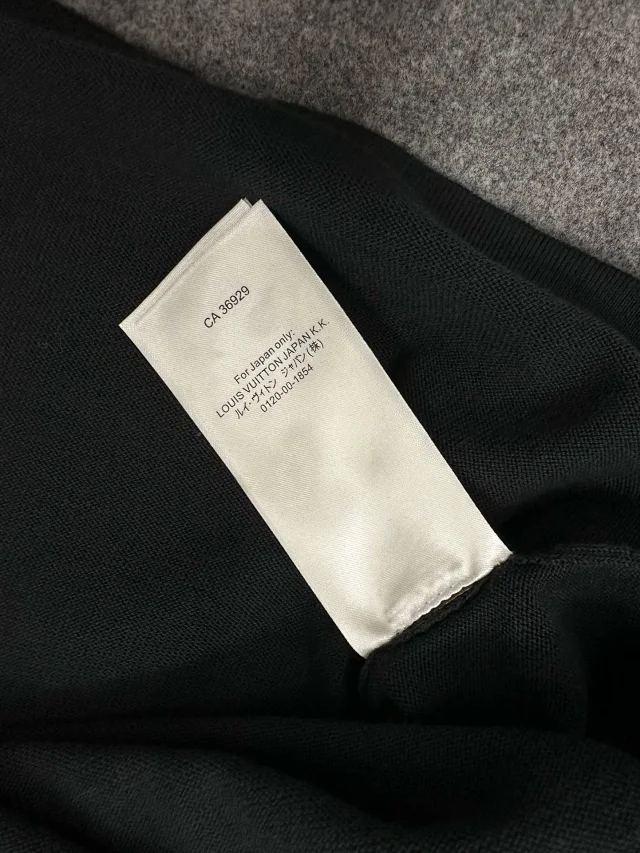 CA 36929
For Japan only:
LOUIS VUITTON JAPAN K.K.
ルイ・ヴィトン ジャパン(株)
0120-00-1854